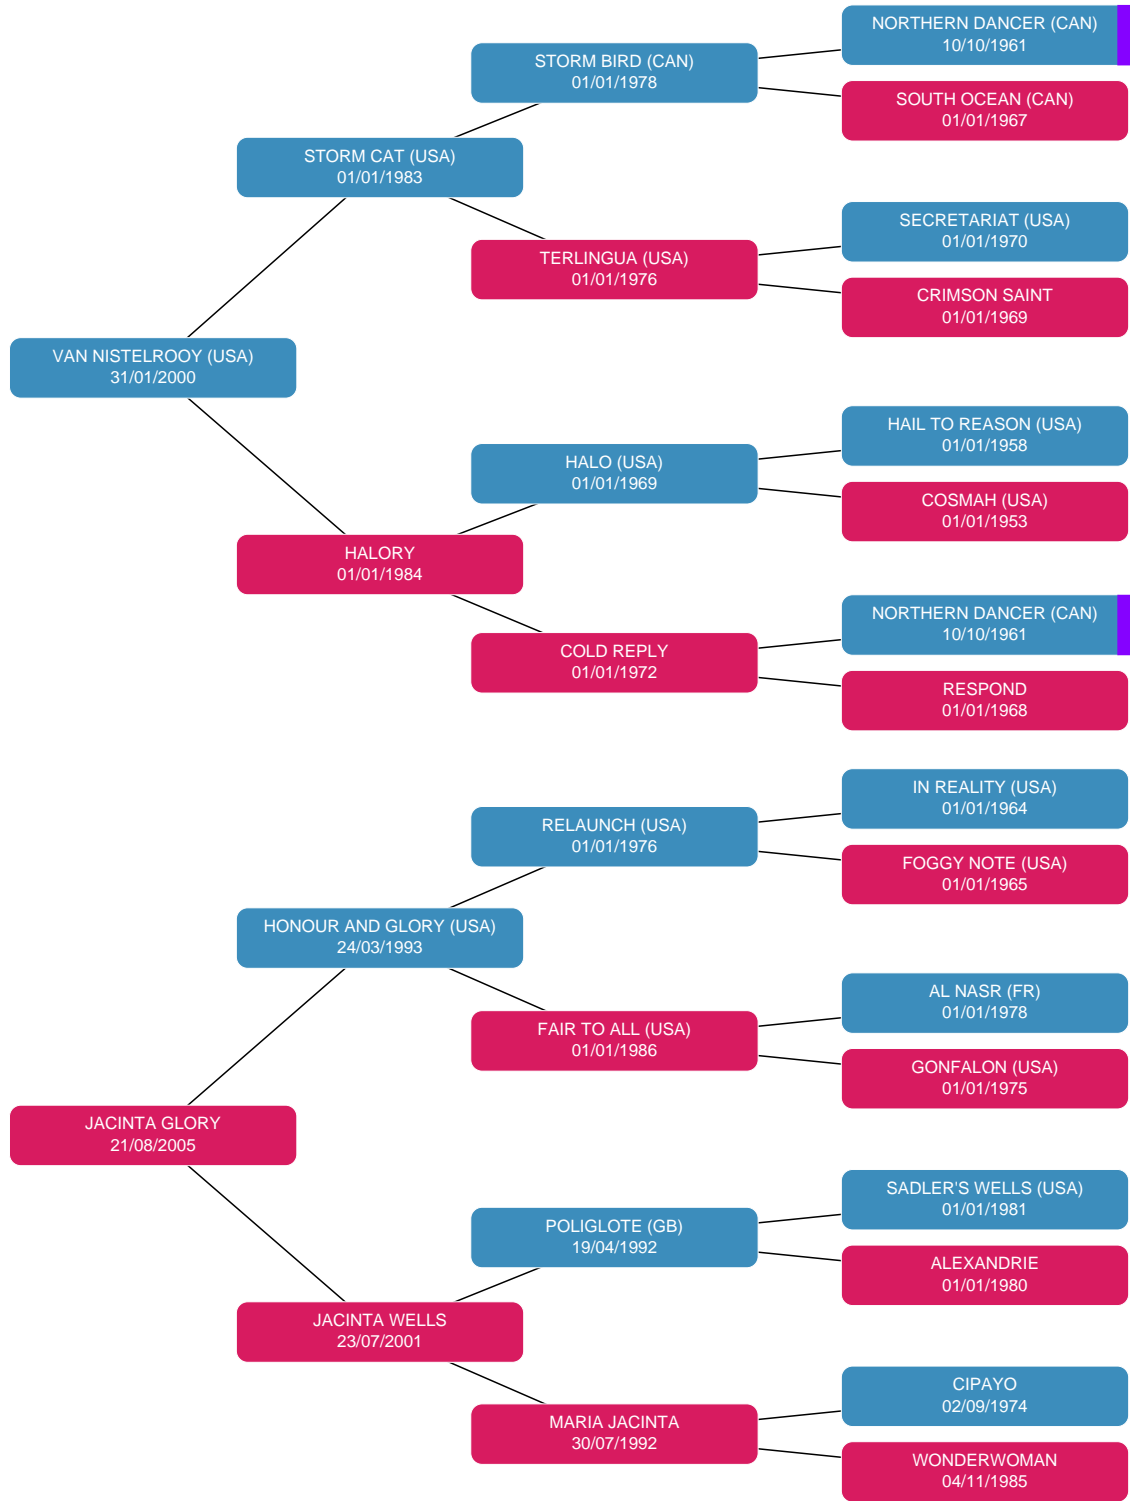 NORTHERN DANCER (CAN)
10/10/1961
STORM BIRD (CAN)
01/01/1978
SOUTH OCEAN (CAN)
01/01/1967
STORM CAT (USA)
01/01/1983
SECRETARIAT (USA)
01/01/1970
TERLINGUA (USA)
01/01/1976
CRIMSON SAINT
01/01/1969
VAN NISTELROOY (USA)
31/01/2000
HAIL TO REASON (USA)
01/01/1958
HALO (USA)
01/01/1969
COSMAH (USA)
01/01/1953
HALORY
01/01/1984
NORTHERN DANCER (CAN)
10/10/1961
COLD REPLY
01/01/1972
RESPOND
01/01/1968
IN REALITY (USA)
01/01/1964
RELAUNCH (USA)
01/01/1976
FOGGY NOTE (USA)
01/01/1965
HONOUR AND GLORY (USA)
24/03/1993
AL NASR (FR)
01/01/1978
FAIR TO ALL (USA)
01/01/1986
GONFALON (USA)
01/01/1975
JACINTA GLORY
21/08/2005
SADLER'S WELLS (USA)
01/01/1981
POLIGLOTE (GB)
19/04/1992
ALEXANDRIE
01/01/1980
JACINTA WELLS
23/07/2001
CIPAYO
02/09/1974
MARIA JACINTA
30/07/1992
WONDERWOMAN
04/11/1985